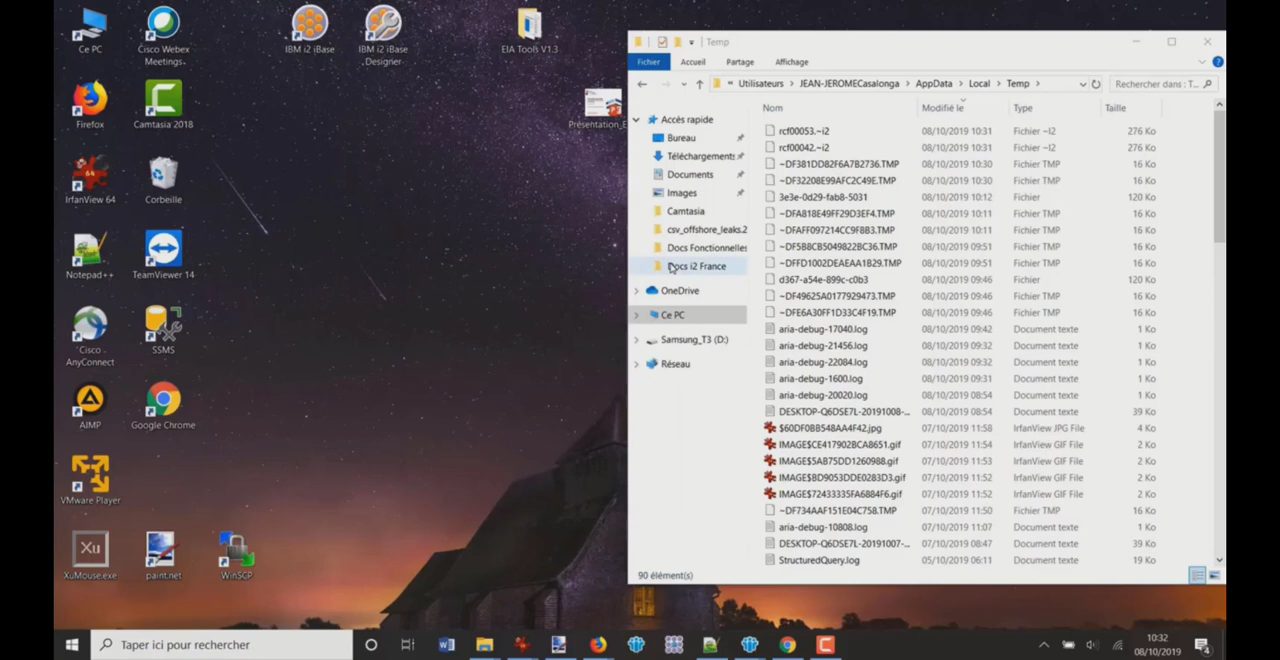 Ce PC
Cisco Webex
Meetings
IBM i2 iBase
IBM i2 iBase
Designer
EIA Tools V1.3
Présentation_E
Firefox
Camtasia 2018
64
IrfanView 64
Corbeille
Notepad++
TeamViewer 14
Cisco
AnyConnect
SSMS
AIMP
Google Chrome
VMware Player
Xu
XuMouse.exe
paint.net
WinSCP
Temp
Fichier Accueil Partage Affichage
« Utilisateurs > JEAN-JEROMECasalonga > AppData > Local > Temp >
Rechercher dans : T...
Accès rapide
Bureau
Téléchargements
Documents
Images
Camtasia
csv_offshore_leaks.2
Docs Fonctionnelles
Docs i2 France
OneDrive
Ce PC
Samsung_T3 (D:)
Réseau
Nom Modifié le Type Taille
rcf00053.~i2 08/10/2019 10:31 Fichier ~I2 276 Ko
rcf00042.~i2 08/10/2019 10:31 Fichier ~I2 276 Ko
~DF381DD82F6A7B2736.TMP 08/10/2019 10:30 Fichier TMP 16 Ko
~DF32208E99AFC2C49E.TMP 08/10/2019 10:30 Fichier TMP 16 Ko
3e3e-0d29-fab8-5031 08/10/2019 10:12 Fichier 120 Ko
~DFA818E49FF29D3EF4.TMP 08/10/2019 10:11 Fichier TMP 16 Ko
~DFAFF097214CC9F8B3.TMP 08/10/2019 10:11 Fichier TMP 16 Ko
~DF5B8CB5049822BC36.TMP 08/10/2019 09:51 Fichier TMP 16 Ko
~DFFD1002DEAEAA1B29.TMP 08/10/2019 09:51 Fichier TMP 16 Ko
d367-a54e-899c-c0b3 08/10/2019 09:46 Fichier 120 Ko
~DF49625A0177929473.TMP 08/10/2019 09:46 Fichier TMP 16 Ko
~DFE6A30FF1D33C4F19.TMP 08/10/2019 09:46 Fichier TMP 16 Ko
aria-debug-17040.log 08/10/2019 09:42 Document texte 1 Ko
aria-debug-21456.log 08/10/2019 09:32 Document texte 1 Ko
aria-debug-22084.log 08/10/2019 09:32 Document texte 1 Ko
aria-debug-1600.log 08/10/2019 09:31 Document texte 1 Ko
aria-debug-20020.log 08/10/2019 08:54 Document texte 1 Ko
DESKTOP-Q6DSE7L-20191008-... 08/10/2019 08:54 Document texte 39 Ko
$60DF0BB548AA4F42.jpg 07/10/2019 11:58 IrfanView JPG File 4 Ko
IMAGE$CE417902BCA8651.gif 07/10/2019 11:54 IrfanView GIF File 2 Ko
IMAGE$5AB75DD1260988.gif 07/10/2019 11:53 IrfanView GIF File 2 Ko
IMAGE$BD9053DDE0283D3.gif 07/10/2019 11:52 IrfanView GIF File 2 Ko
IMAGE$7243333SFA6884F6.gif 07/10/2019 11:52 IrfanView GIF File 2 Ko
~DF734AAF151E04C758.TMP 07/10/2019 11:50 Fichier TMP 16 Ko
aria-debug-10808.log 07/10/2019 11:07 Document texte 1 Ko
DESKTOP-Q6DSE7L-20191007-... 07/10/2019 08:47 Document texte 39 Ko
StructuredQuery.log 05/10/2019 06:11 Document texte 19 Ko
90 élément(s)
Taper ici pour rechercher
10:32
08/10/2019
4